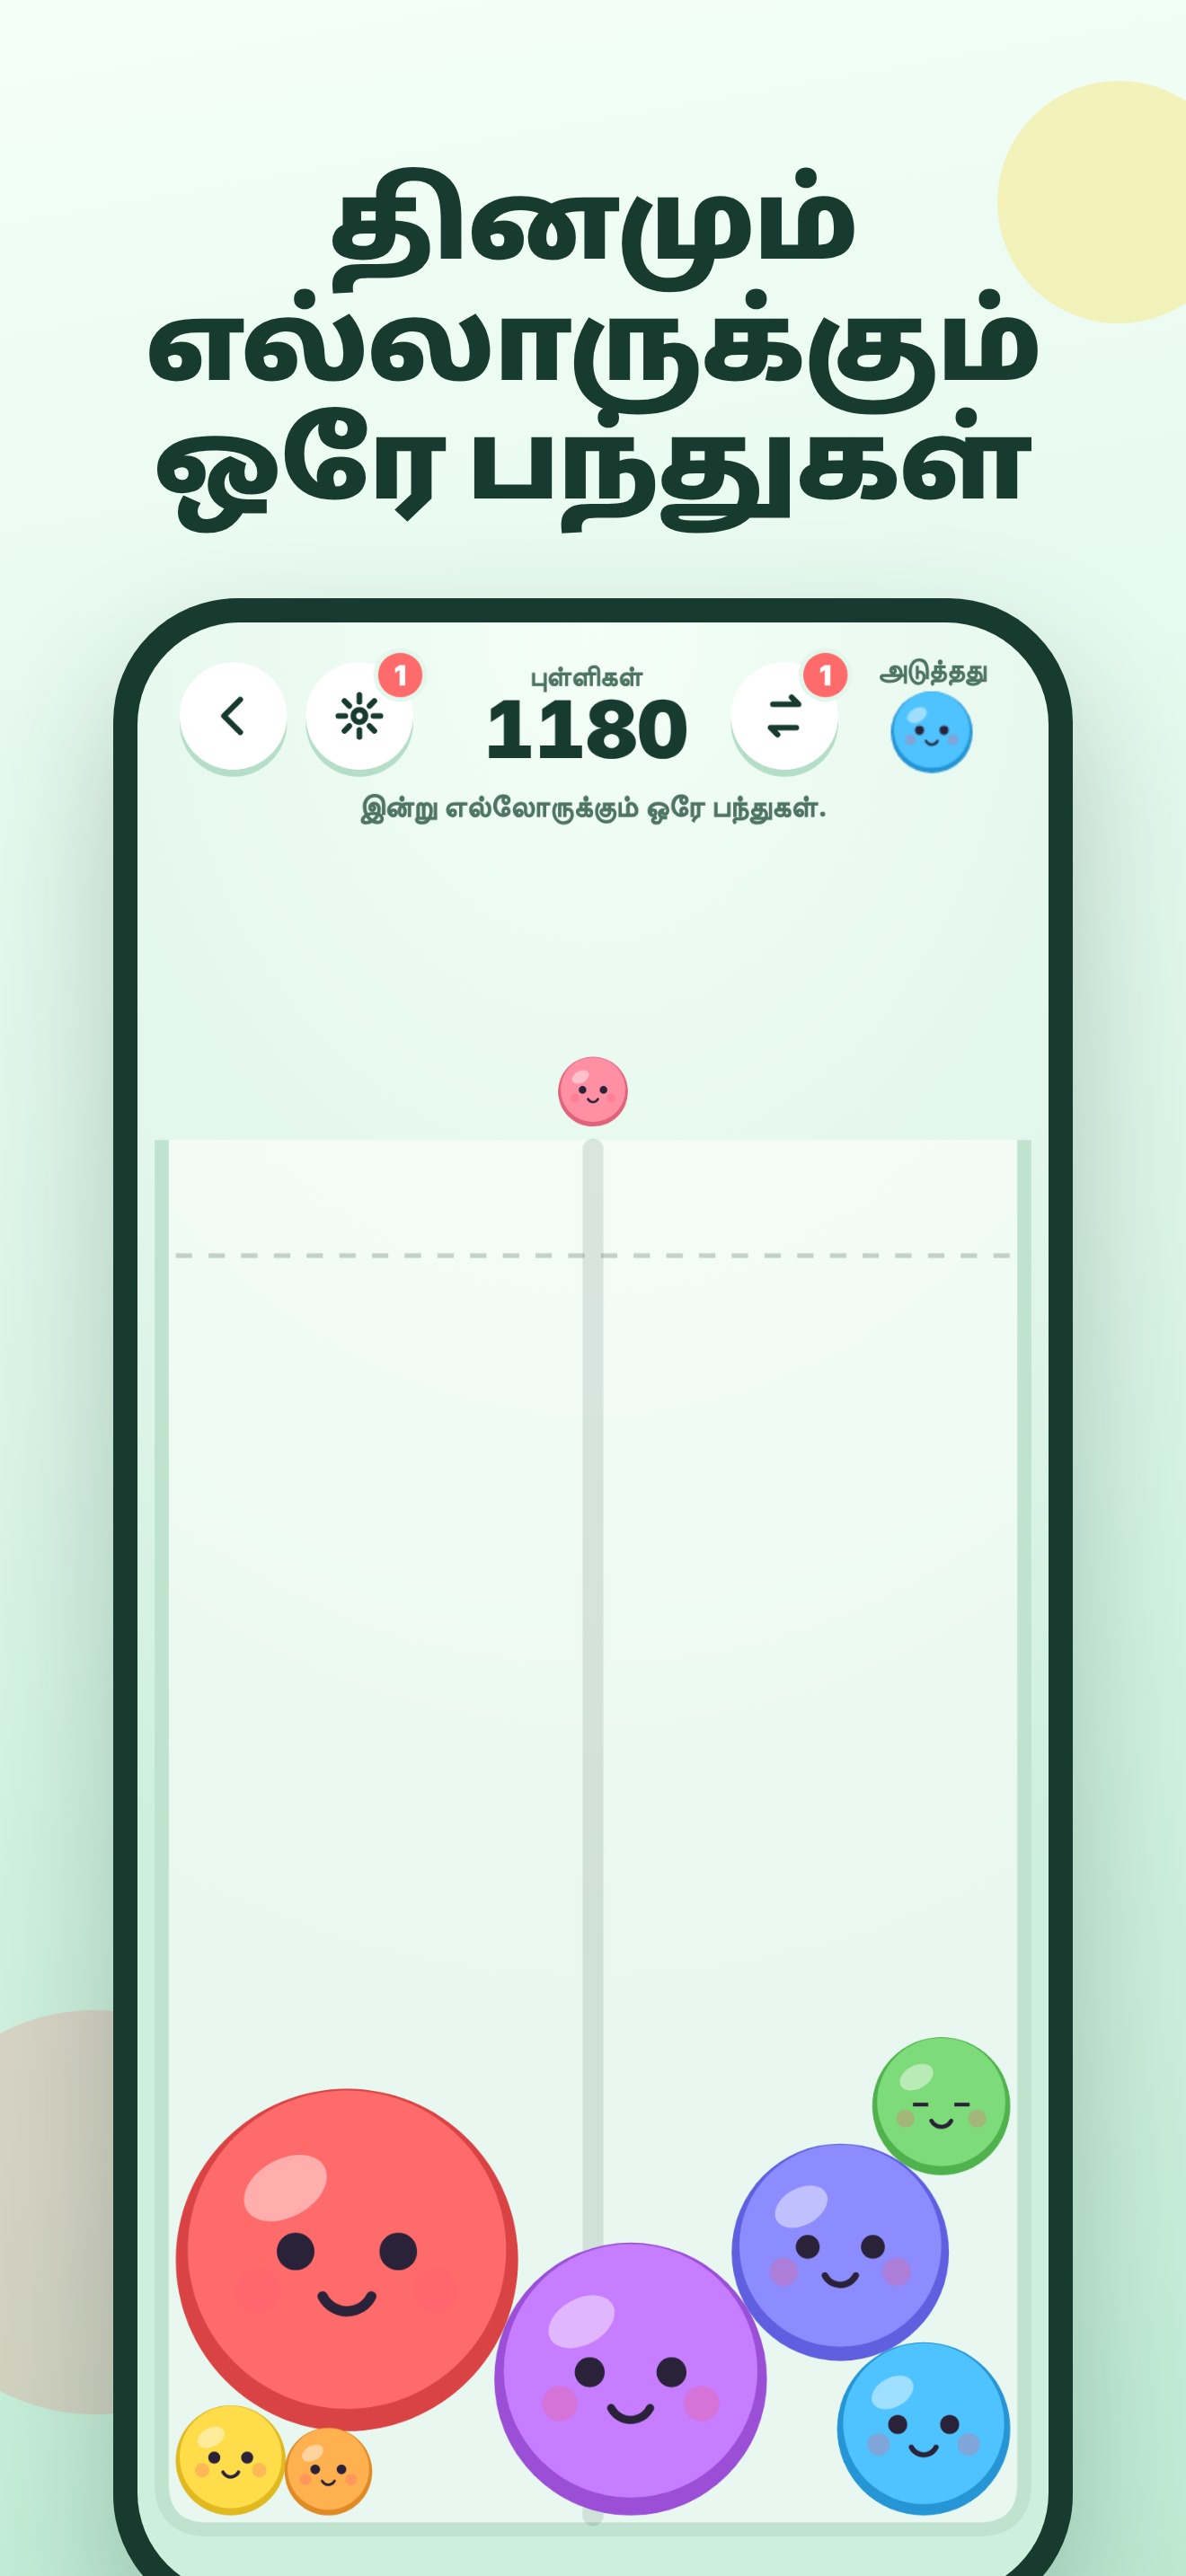 தினமும்
எல்லாருக்கும்
ஒரே பந்துகள்
1
புள்ளிகள்
1180
1
அடுத்தது
இன்று எல்லோருக்கும் ஒரே பந்துகள்.